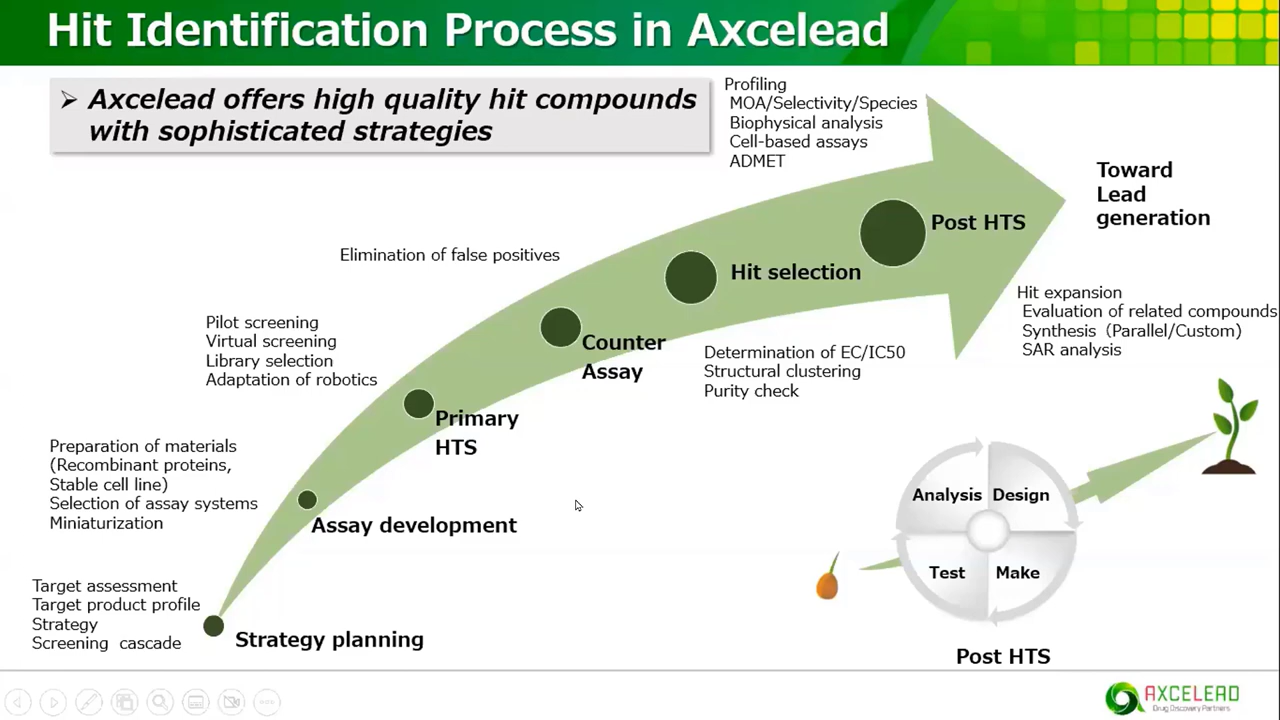 Hit Identification Process in Axcelead
➢ Axcelead offers high quality hit compounds
with sophisticated strategies
Profiling
MOA/Selectivity/Species
Biophysical analysis
Cell-based assays
ADMET
Toward
Lead
generation
Post HTS
Elimination of false positives
Hit selection
Hit expansion
Evaluation of related compounds
Synthesis (Parallel/Custom)
SAR analysis
Pilot screening
Virtual screening
Library selection
Adaptation of robotics
Counter
Assay
Determination of EC/IC50
Structural clustering
Purity check
Primary
HTS
Preparation of materials
(Recombinant proteins,
Stable cell line)
Selection of assay systems
Miniaturization
Assay development
Analysis
Design
Test
Make
Post HTS
Target assessment
Target product profile
Strategy
Screening cascade
Strategy planning
AXCELEAD
Drug Discovery Partners